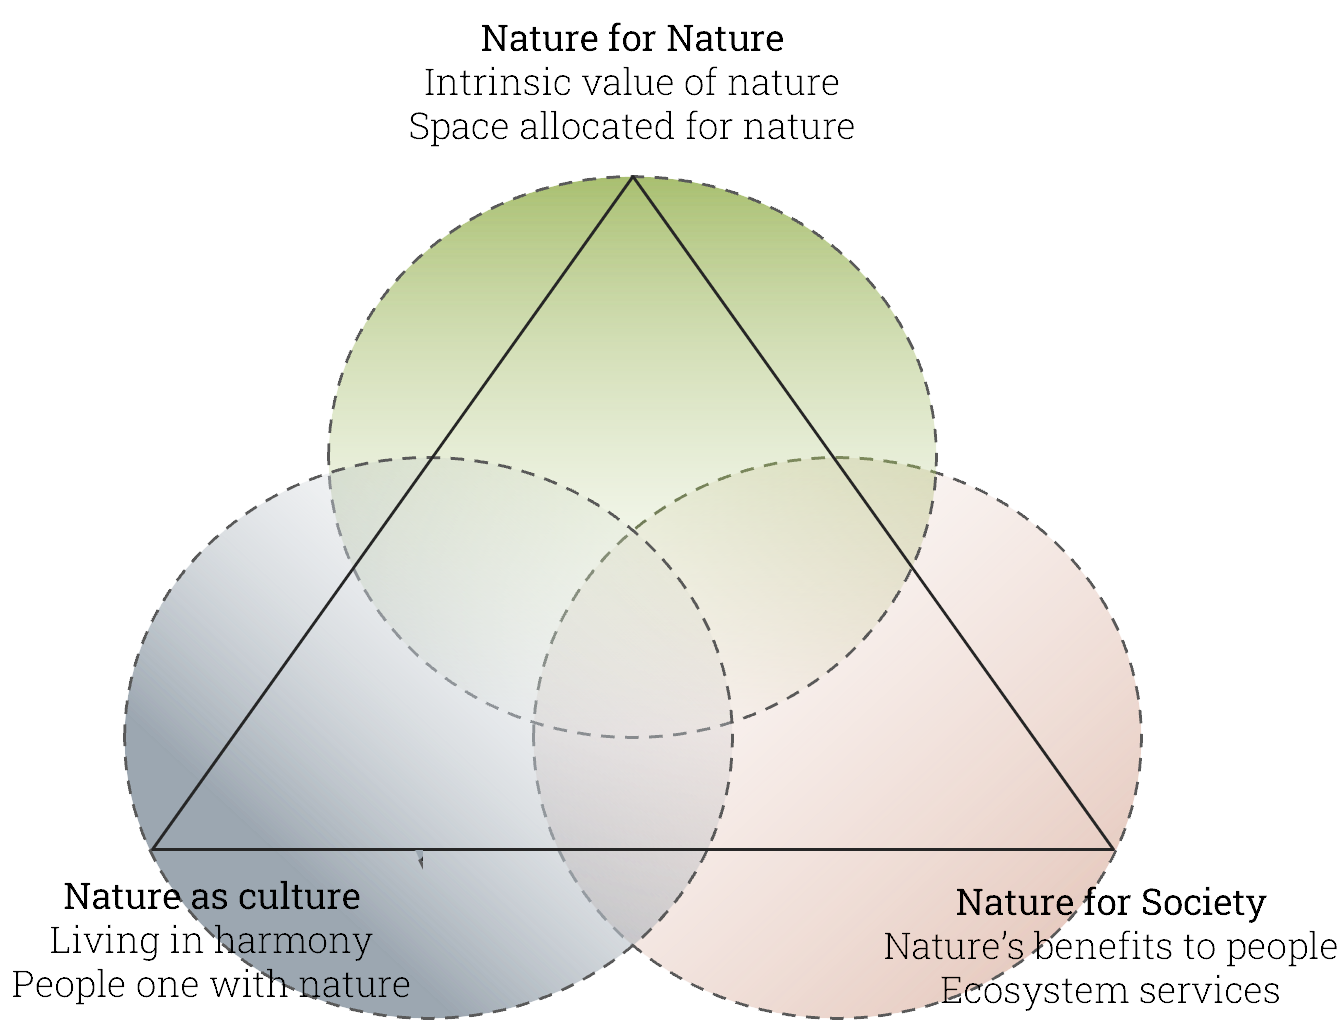 Nature for Nature
Intrinsic value of nature
Space allocated for nature
Nature as culture
Living in harmony
People one with nature
Nature for Society
Nature’s benefits to people
Ecosystem services